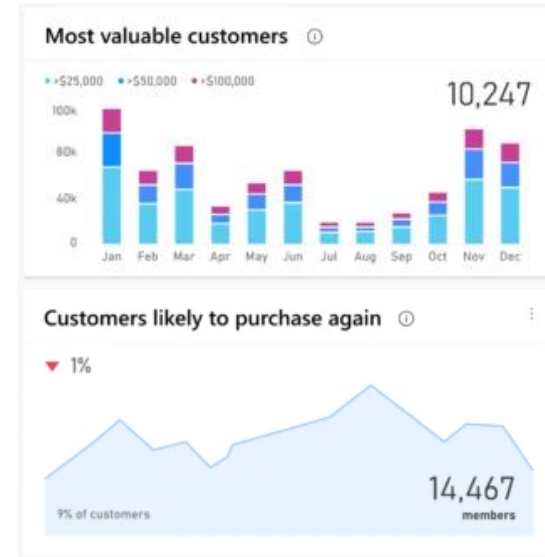 Most valuable customers
>$25,000 >$50,000 >$100,000
10,247
100k
80k
40k
0
Jan Feb Mar Apr May Jun Jul Aug Sep Oct Nov Dec
Customers likely to purchase again
1%
14,467
9% of customers
members